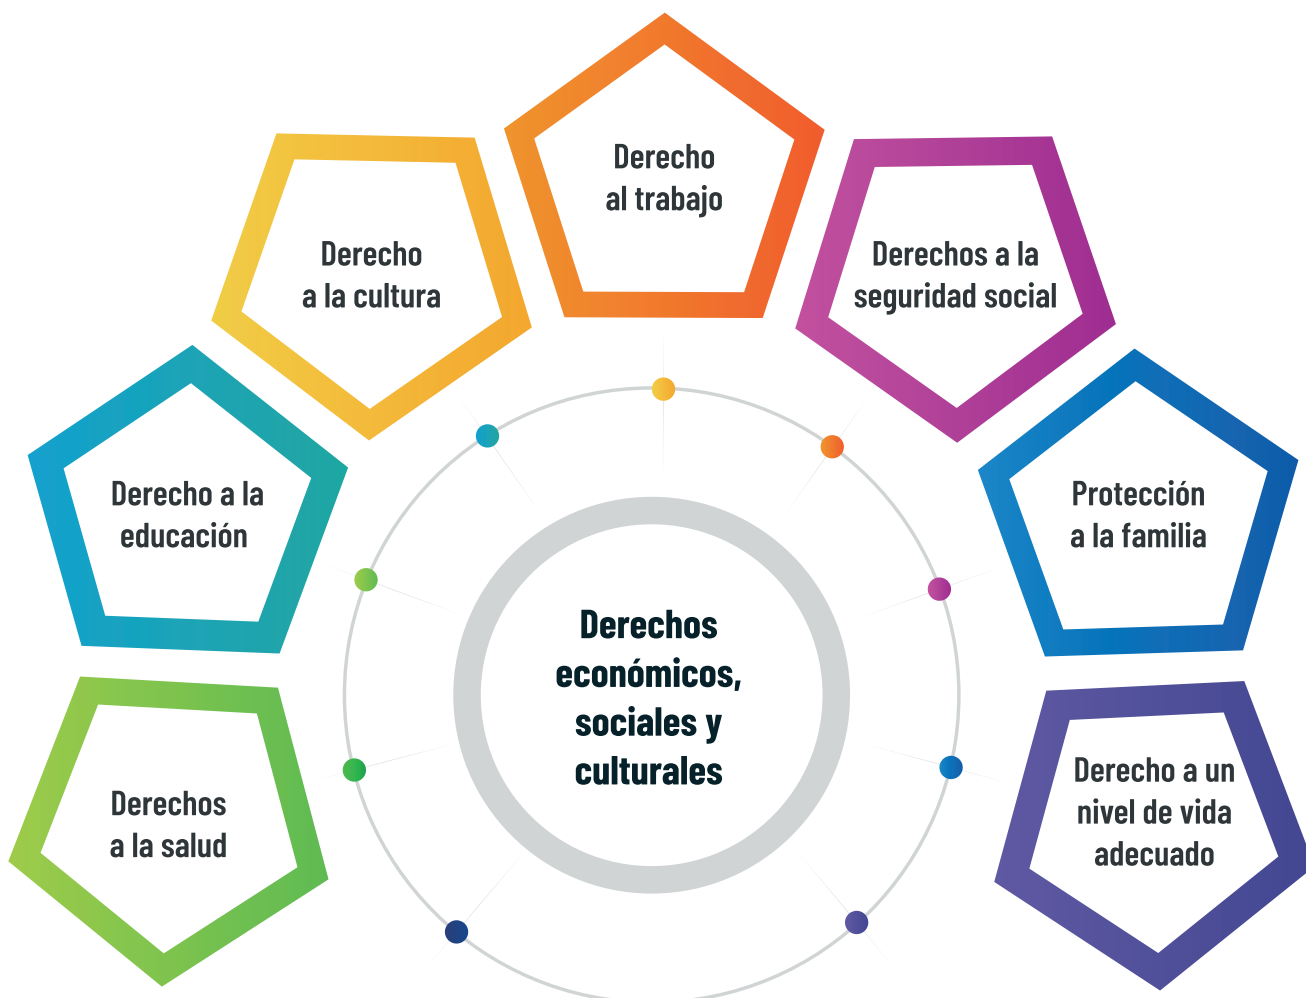 Derecho
al trabajo
Derecho
a la cultura
Derechos a la
seguridad social
Derecho a la
educación
Protección
a la familia
Derechos
económicos,
sociales y
culturales
Derechos
a la salud
Derecho a un
nivel de vida
adecuado